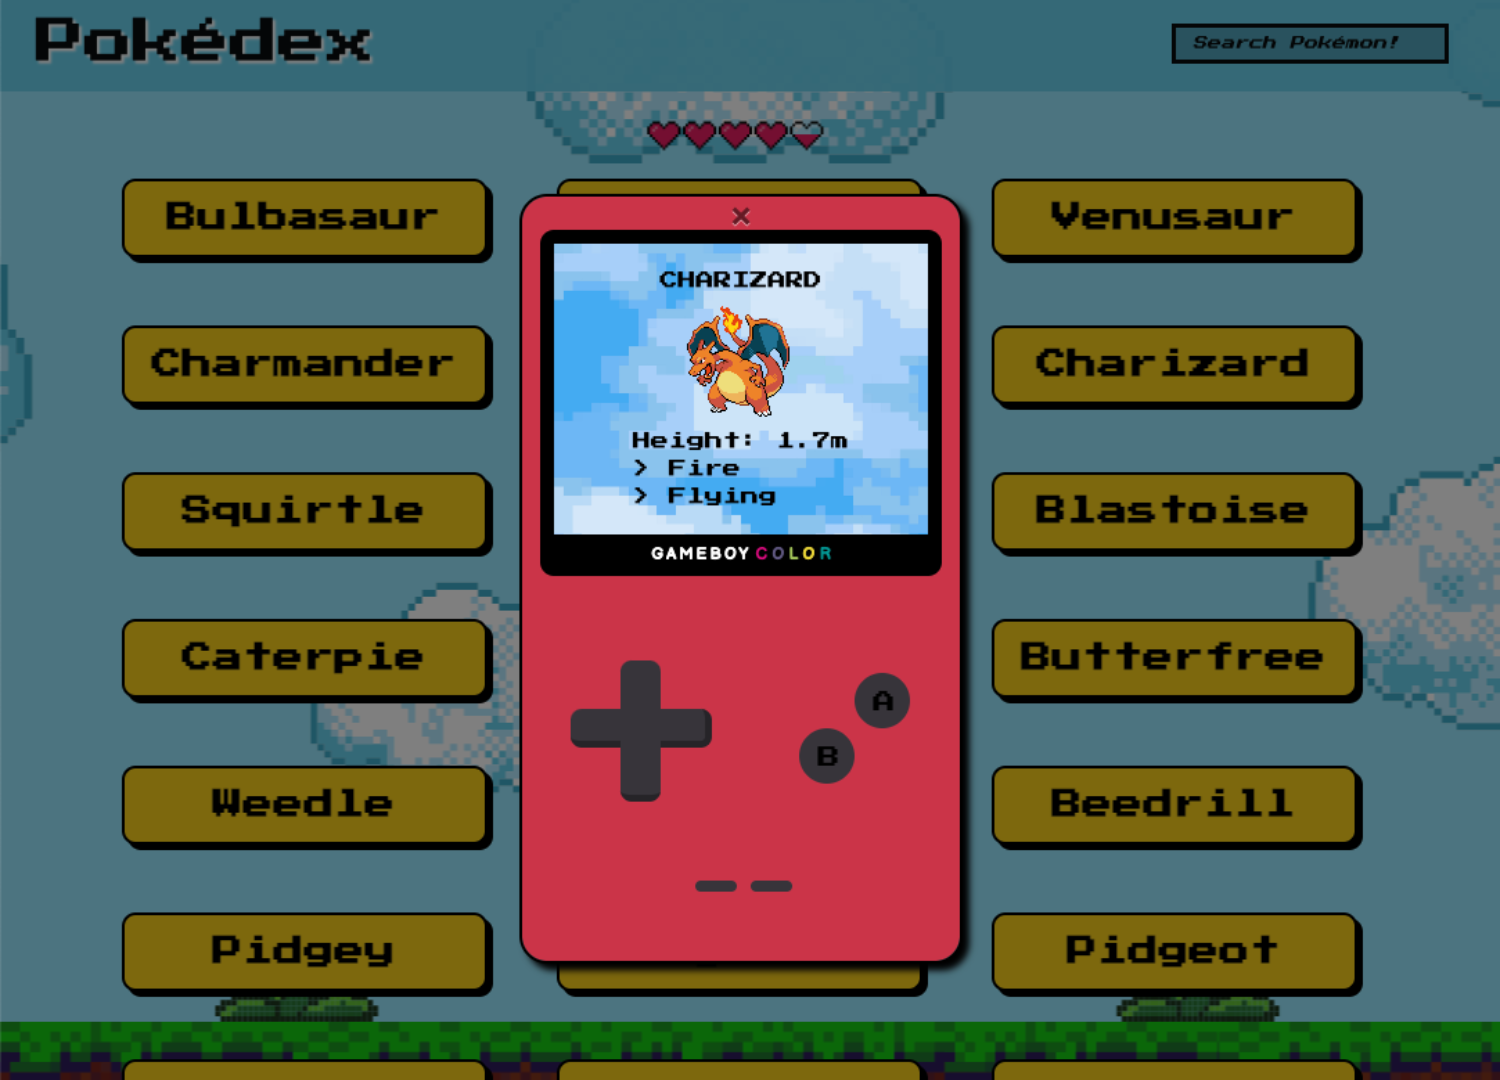 Pokédex
Search Pokémon!
Bulbasaur
Venusaur
×
CHARIZARD
Charmander
Charizard
Height: 1.7m
> Fire
> Flying
Squirtle
Blastoise
GAMEBOY COLOR
Caterpie
Butterfree
A
B
Weedle
Beedrill
Pidgey
Pidgeot